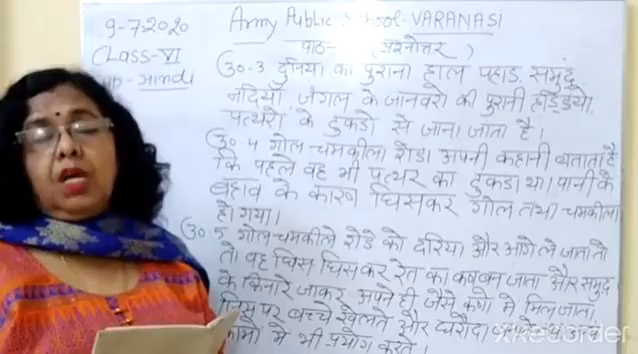 9-7-2020
Army Public School-VARANASI
CLass-VI
पाठ- (प्रश्नोत्तर)
Hindi
उ०-3 दुनिया का पुराना हाल पहाड़, समुद्र
नदियाँ, जंगल के जानवरो की पुरानी हड्डियो,
पत्थरो के टुकडो से जाना जाता है।
उ० 4 गोल-चमकीला रोडा अपनी कहानी बताता है
कि पहले वह भी पत्थर का टुकडा था। पानी के
बहाव के कारण घिसकर गोल तथा चमकीला
हो गया।
उ० 5 गोल चमकीले रोडे को दरिया और आगे ले जाता तो
तो वह घिस घिसकर रेत का कण बन जाता और समुद्र
के किनारे जाकर अपने ही जैसे कणो मे मिल जाता,
जिस पर बच्चे खेलते और घरौंदा
कामो मे भी प्रयोग करते।
XRecorder